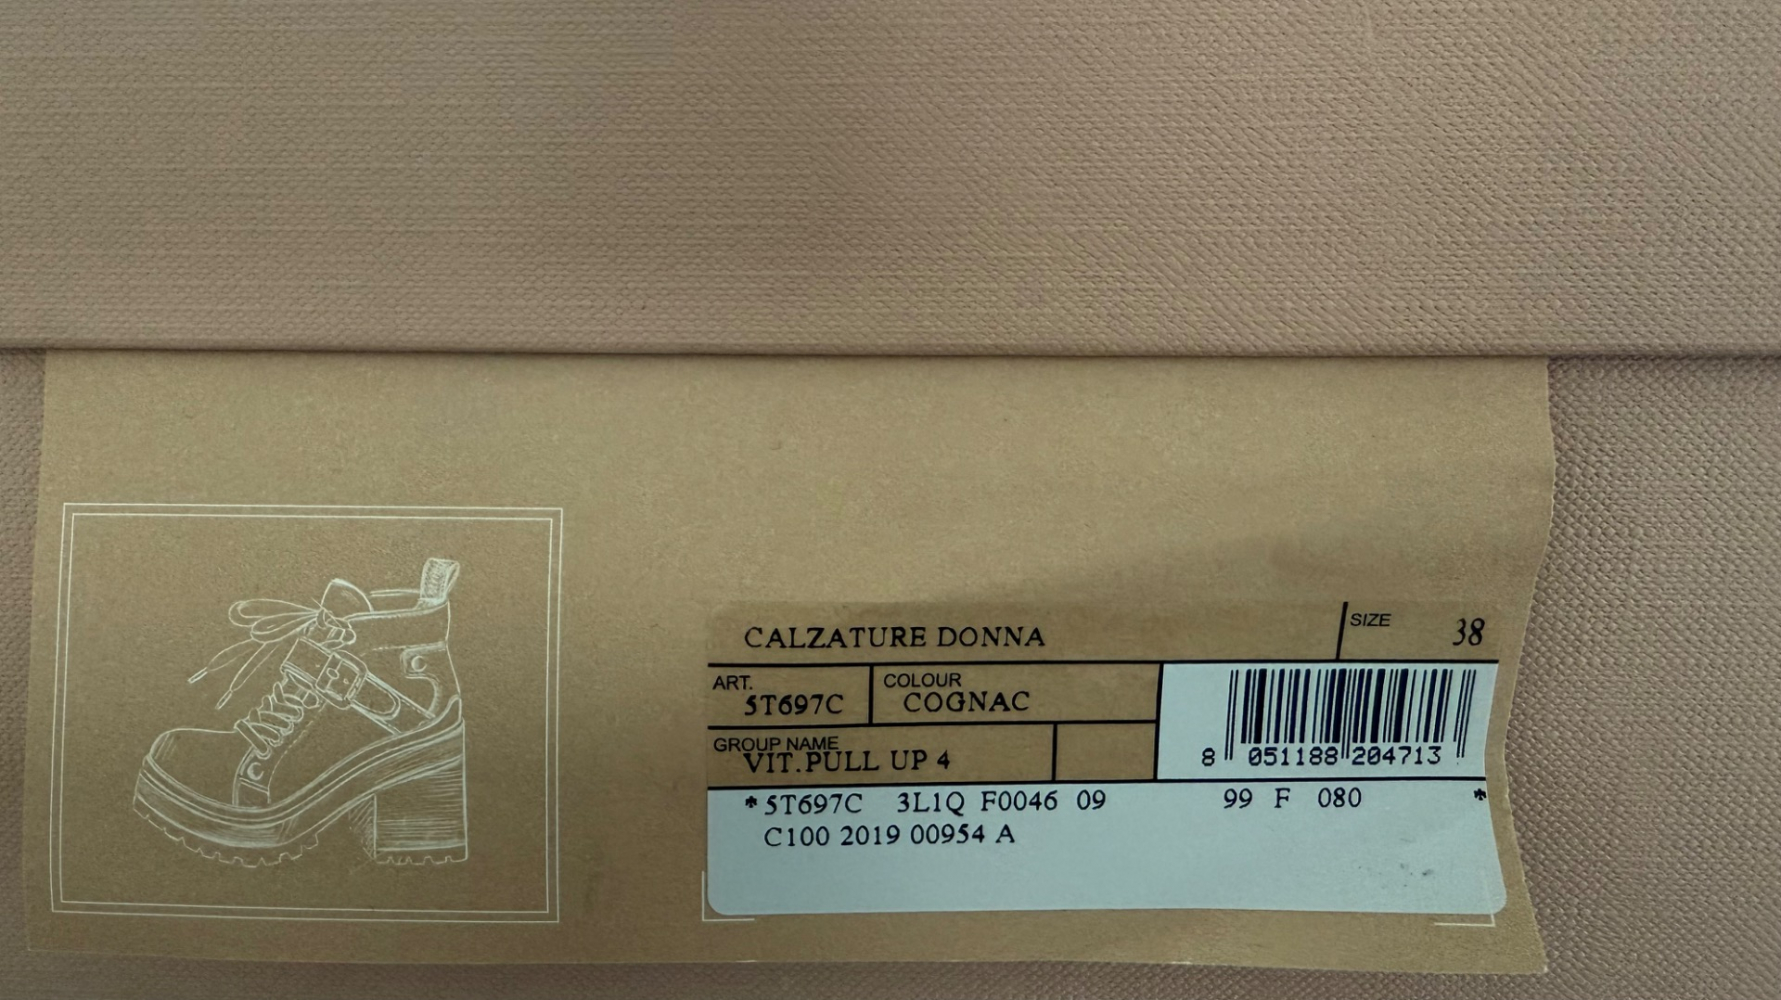 CALZATURE DONNA SIZE 38
ART. 5T697C COLOUR COGNAC
GROUP NAME VIT.PULL UP 4
8 051188 204713
* 5T697C 3L1Q F0046 09 99 F 080 *
C100 2019 00954 A